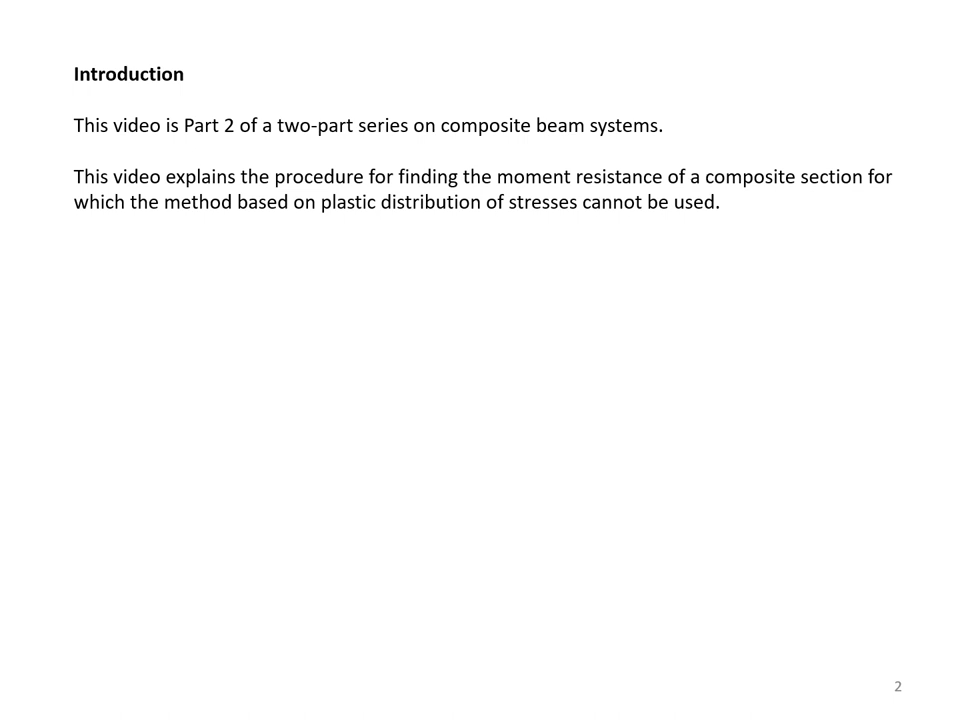 Introduction
This video is Part 2 of a two-part series on composite beam systems.
This video explains the procedure for finding the moment resistance of a composite section for
which the method based on plastic distribution of stresses cannot be used.
2